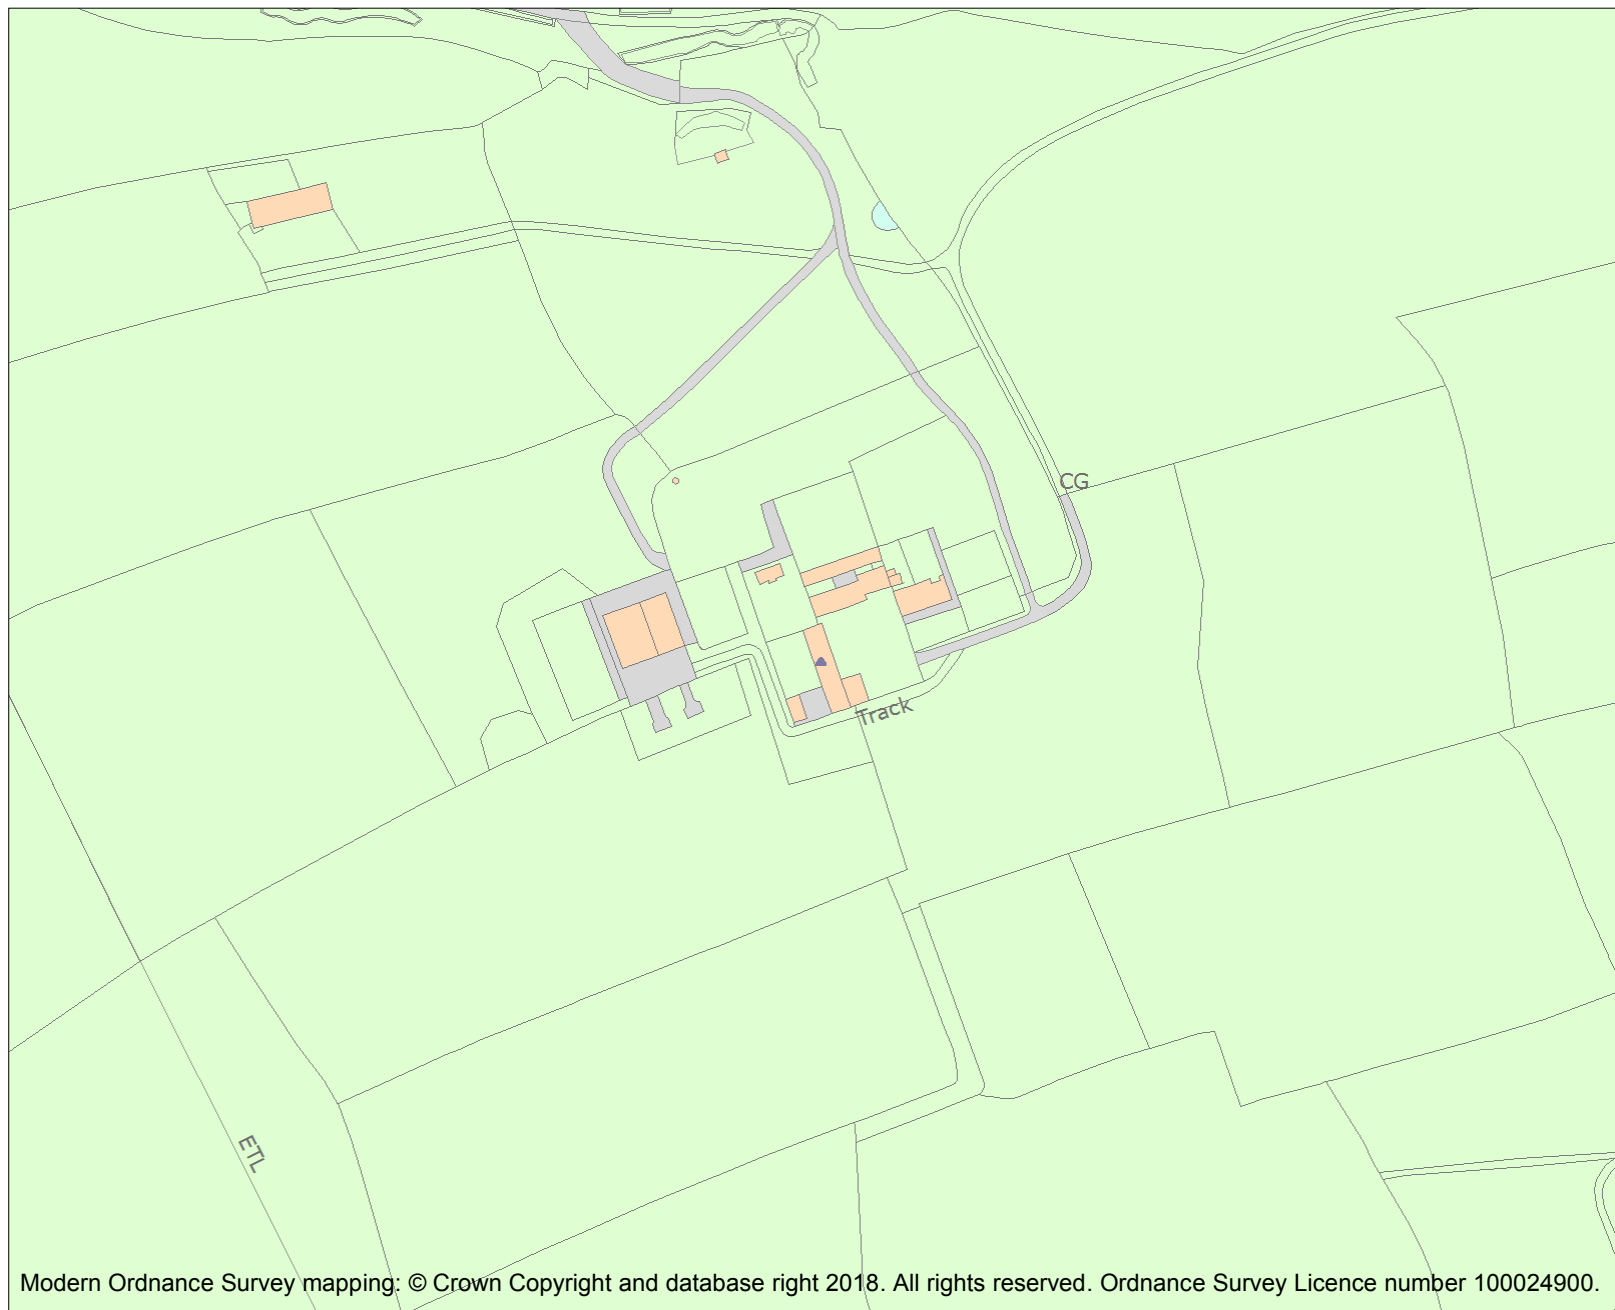 CG
Track
ETL
Modern Ordnance Survey mapping: © Crown Copyright and database right 2018. All rights reserved. Ordnance Survey Licence number 100024900.